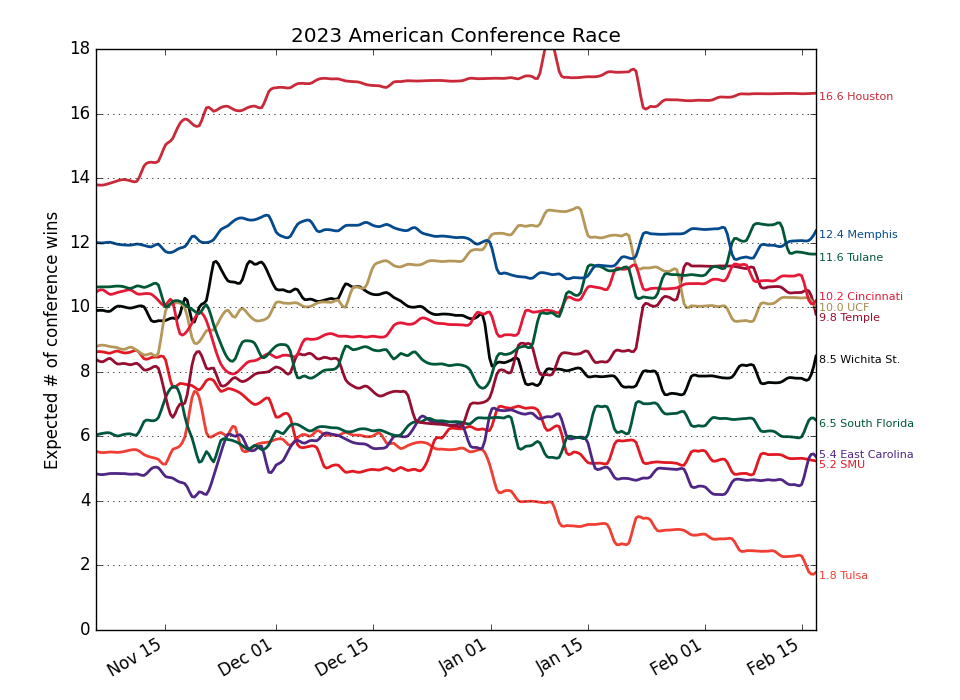 2023 American Conference Race
Expected # of conference wins
18
16
14
12
10
8
6
4
2
0
16.6 Houston
12.4 Memphis
11.6 Tulane
10.2 Cincinnati
10.0 UCF
9.8 Temple
8.5 Wichita St.
6.5 South Florida
5.4 East Carolina
5.2 SMU
1.8 Tulsa
Nov 15
Dec 01
Dec 15
Jan 01
Jan 15
Feb 01
Feb 15